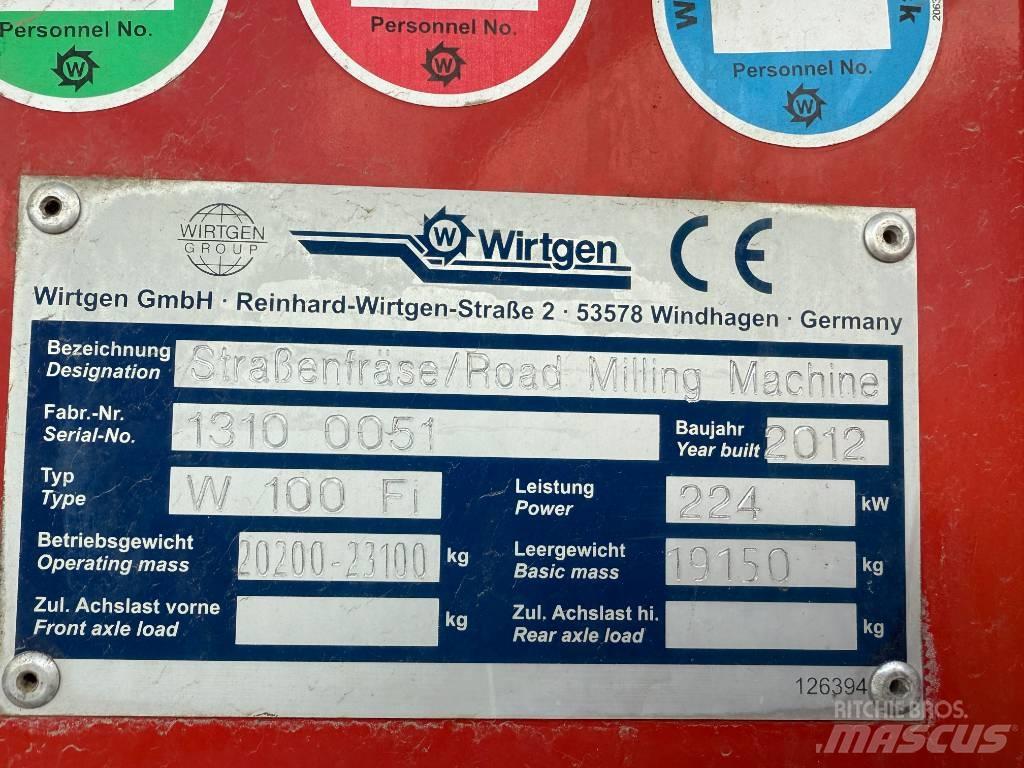 Personnel No.
W
Personnel No.
W
Personnel No.
W
WIRTGEN
GROUP
W Wirtgen CE
Wirtgen GmbH · Reinhard-Wirtgen-Straße 2 · 53578 Windhagen · Germany
Bezeichnung
Designation
Straßenfräse/Road Milling Machine
Fabr.-Nr.
Serial-No.
1310 0051
Baujahr
Year built
2012
Typ
Type
W 100 Fi
Leistung
Power
224 kW
Betriebsgewicht
Operating mass
20200-23100 kg
Leergewicht
Basic mass
19150 kg
Zul. Achslast vorne
Front axle load
kg
Zul. Achslast hi.
Rear axle load
kg
126394
RITCHIE BROS.
MASCUS